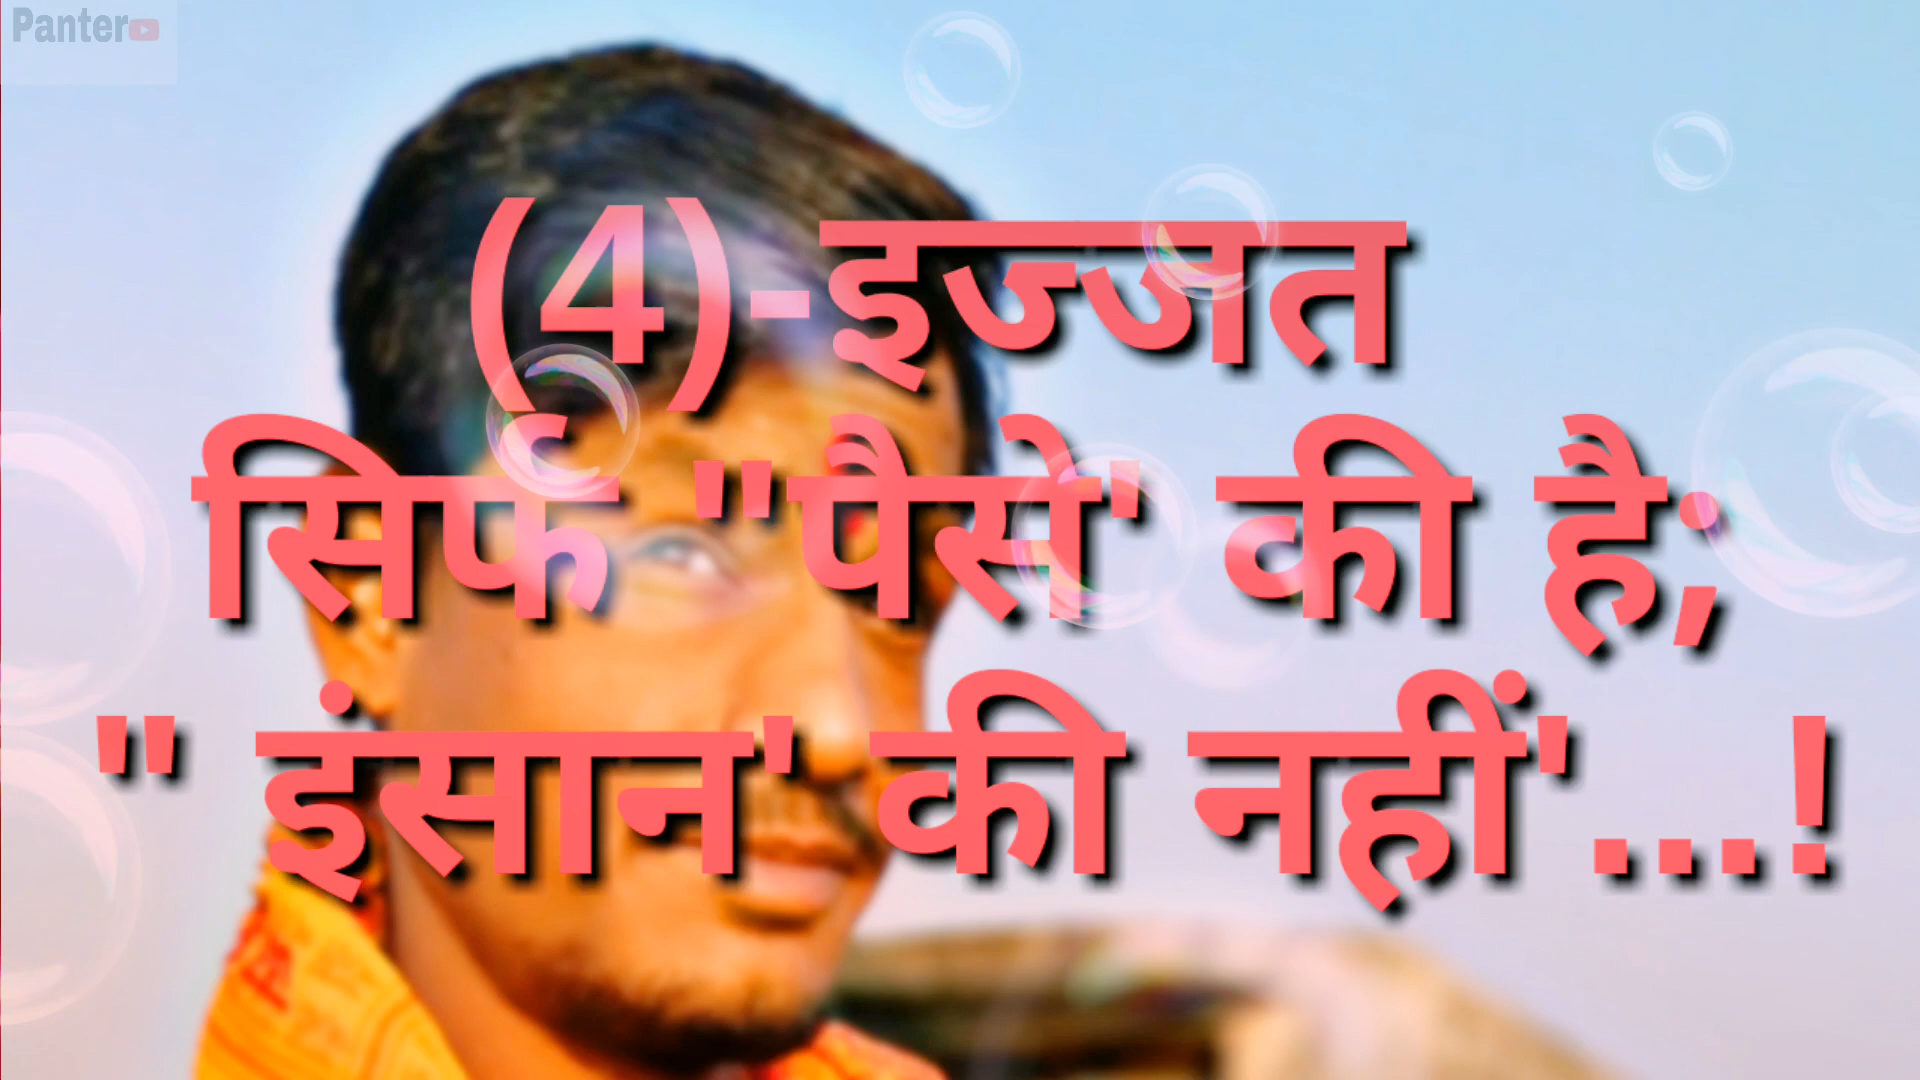 Panter
(4)-इज्जत
सिर्फ "पैसे' की है;
" इंसान' की नहीं'...!